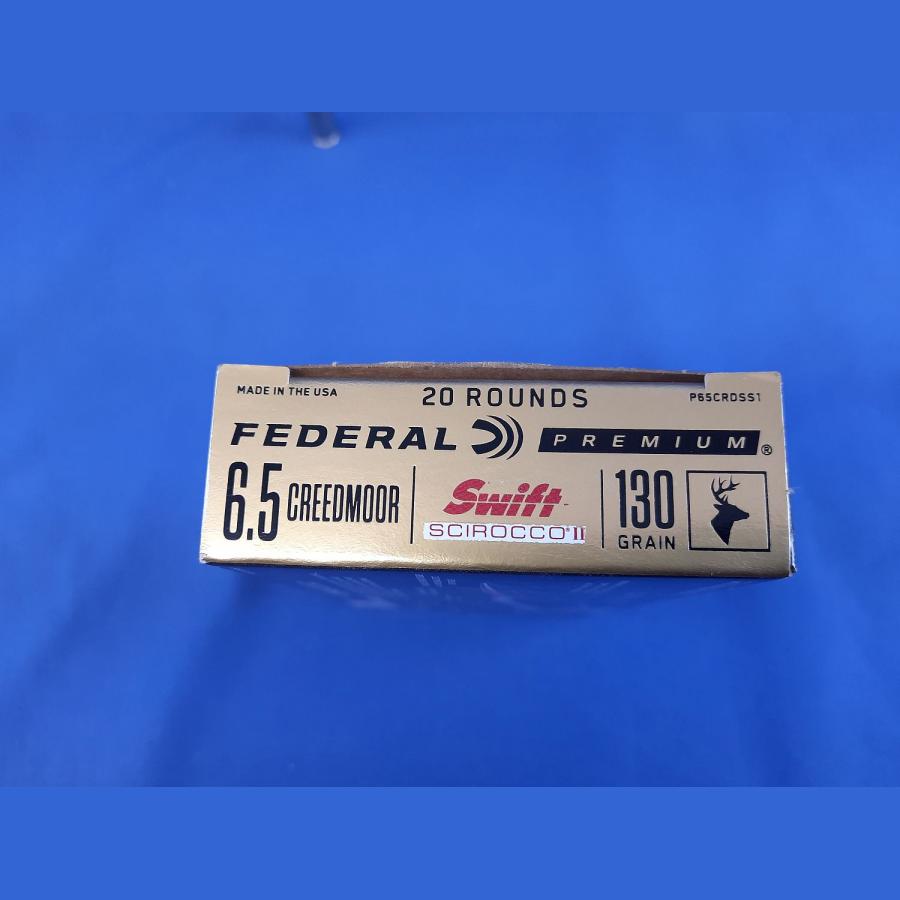 MADE IN THE USA
20 ROUNDS
P65CRDSS1
FEDERAL PREMIUM®
6.5 CREEDMOOR
Swift
SCIROCCO® II
130
GRAIN